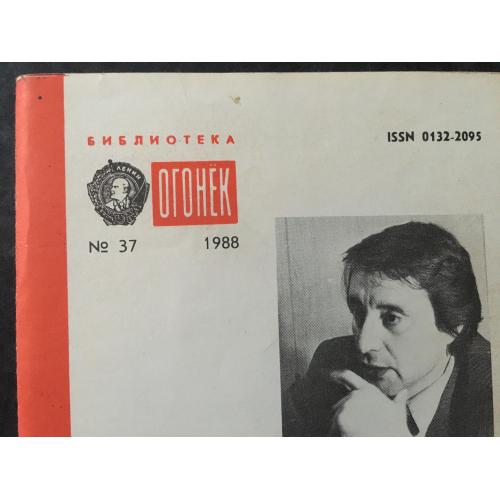 БИБЛИОТЕКА
ISSN 0132-2095
ЛЕНИН
ОГОНЁК
№ 37 1988